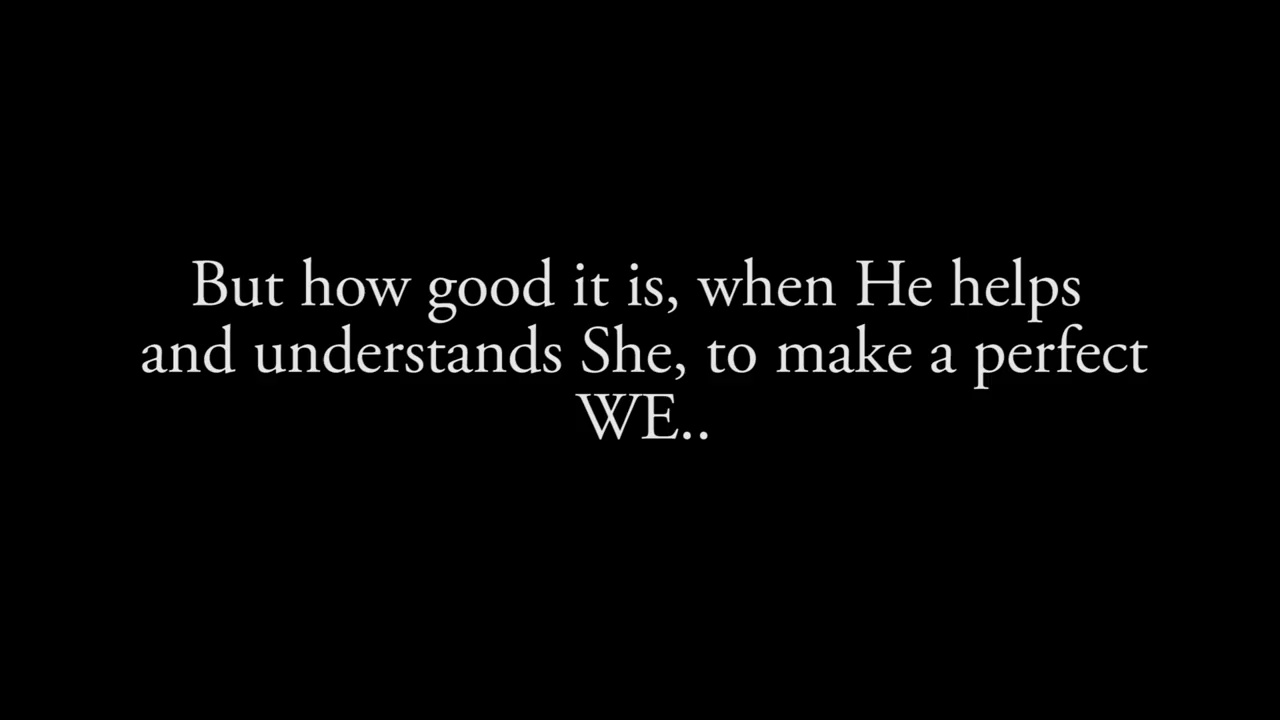 But how good it is, when He helps
and understands She, to make a perfect
WE..